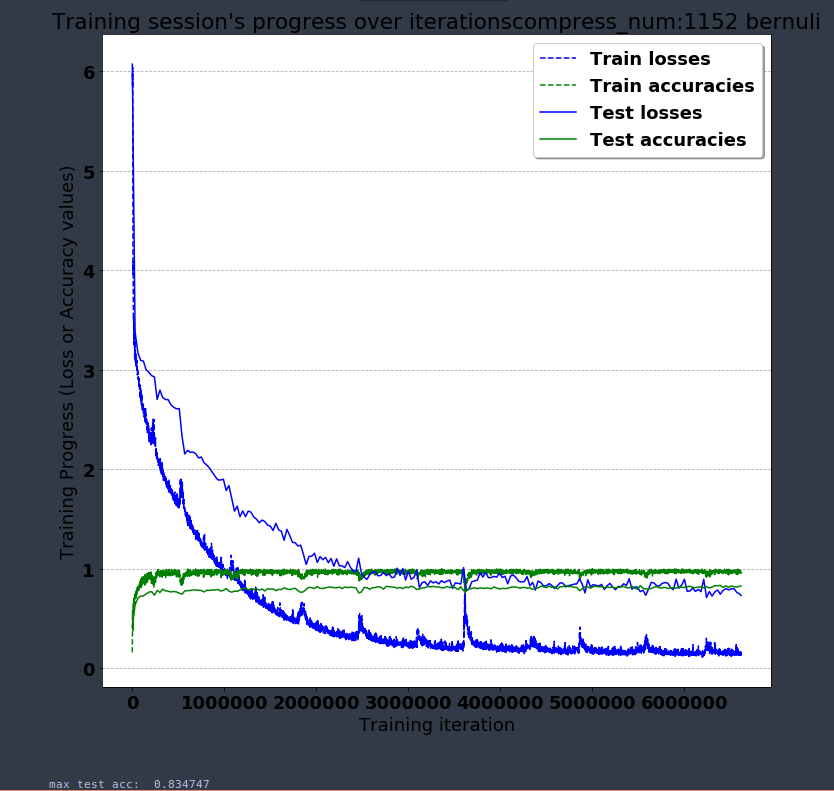 Training session's progress over iterationscompress_num:1152 bernuli
Train losses
Train accuracies
Test losses
Test accuracies
Training Progress (Loss or Accuracy values)
6
5
4
3
2
1
0
0 1000000 2000000 3000000 4000000 5000000 6000000
Training iteration
max test acc: 0.834747